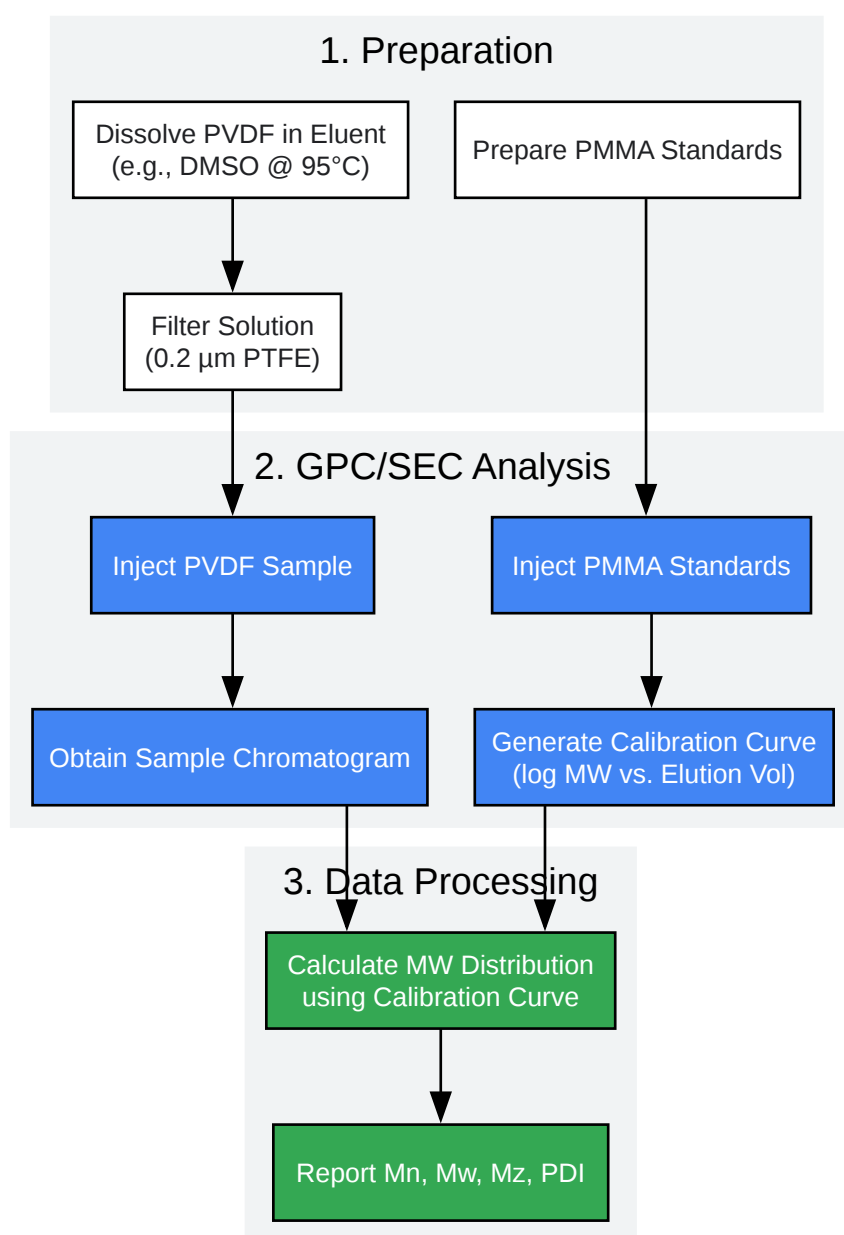 1. Preparation
Dissolve PVDF in Eluent
(e.g., DMSO @ 95°C)
Prepare PMMA Standards
Filter Solution
(0.2 µm PTFE)
2. GPC/SEC Analysis
Inject PVDF Sample
Inject PMMA Standards
Obtain Sample Chromatogram
Generate Calibration Curve
(log MW vs. Elution Vol)
3. Data Processing
Calculate MW Distribution
using Calibration Curve
Report Mn, Mw, Mz, PDI